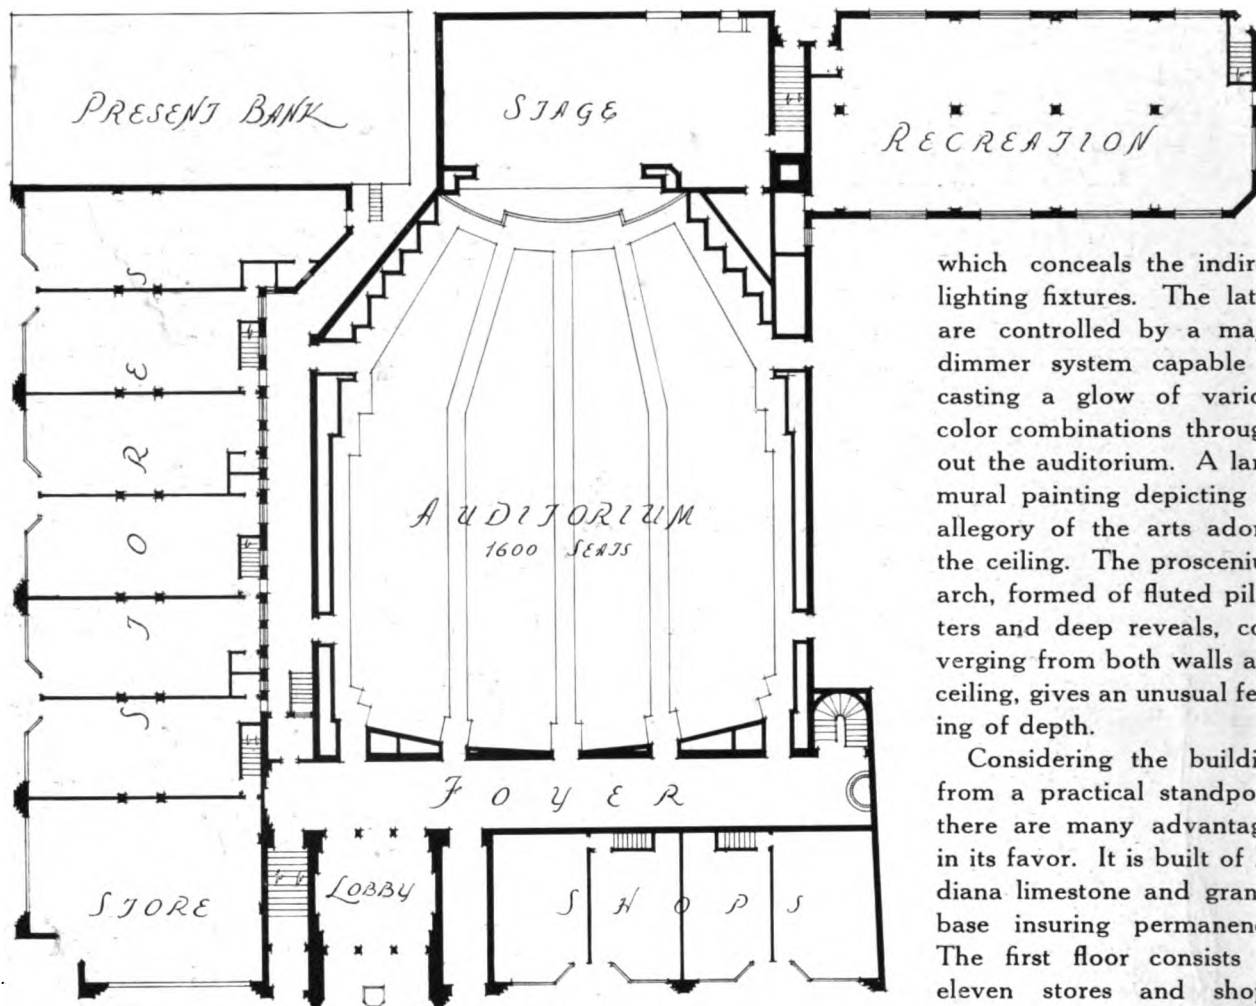 PRESENT BANK
STAGE
RECREATION
STORES
AUDITORIUM
1600 SEATS
FOYER
STORE
LOBBY
SHOPS
which conceals the indir
lighting fixtures. The lat
are controlled by a mag
dimmer system capable
casting a glow of vario
color combinations throug
out the auditorium. A lar
mural painting depicting
allegory of the arts ador
the ceiling. The prosceniu
arch, formed of fluted pil
ters and deep reveals, co
verging from both walls a
ceiling, gives an unusual fe
ing of depth.
Considering the buildi
from a practical standpo
there are many advantag
in its favor. It is built of
diana limestone and gran
base insuring permanen
The first floor consists
eleven stores and sho